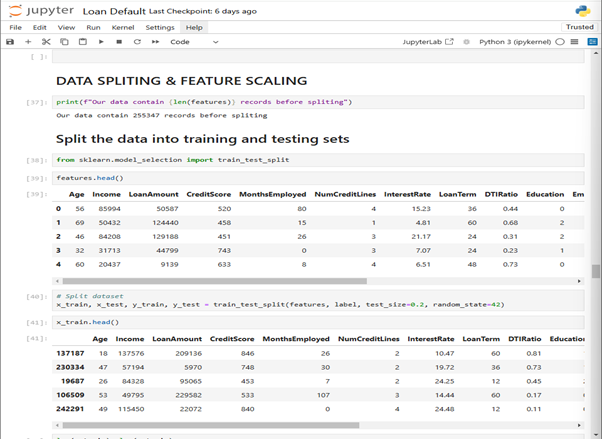 jupyter Loan Default Last Checkpoint: 6 days ago
File Edit View Run Kernel Settings Help Trusted
Code JupyterLab Python 3 (ipykernel)
[ ]:
DATA SPLITING & FEATURE SCALING
[37]: print(f"Our data contain {len(features)} records before spliting")
Our data contain 255347 records before spliting
Split the data into training and testing sets
[38]: from sklearn.model_selection import train_test_split
[39]: features.head()
[39]: Age Income LoanAmount CreditScore MonthsEmployed NumCreditLines InterestRate LoanTerm DTIRatio Education Em
0 56 85994 50587 520 80 4 15.23 36 0.44 0
1 69 50432 124440 458 15 1 4.81 60 0.68 2
2 46 84208 129188 451 26 3 21.17 24 0.31 2
3 32 31713 44799 743 0 3 7.07 24 0.23 1
4 60 20437 9139 633 8 4 6.51 48 0.73 0
[40]: # Split dataset
x_train, x_test, y_train, y_test = train_test_split(features, label, test_size=0.2, random_state=42)
[41]: x_train.head()
[41]: Age Income LoanAmount CreditScore MonthsEmployed NumCreditLines InterestRate LoanTerm DTIRatio Educatio
137187 18 137576 209136 846 26 2 10.47 60 0.81
230334 47 57194 5970 748 30 2 19.72 36 0.73
19687 26 84328 95065 453 7 2 24.25 12 0.45
106509 53 49795 229582 533 107 3 14.44 60 0.17
242291 49 115450 22072 840 0 4 24.48 12 0.11